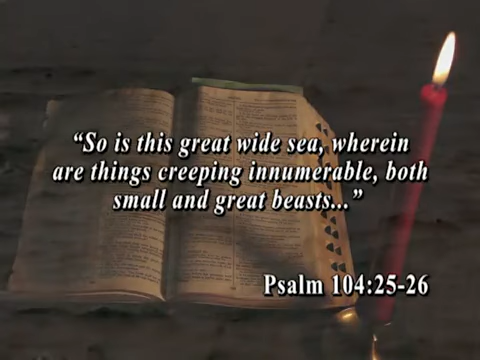 “So is this great wide sea, wherein
are things creeping innumerable, both
small and great beasts...”
Psalm 104:25-26